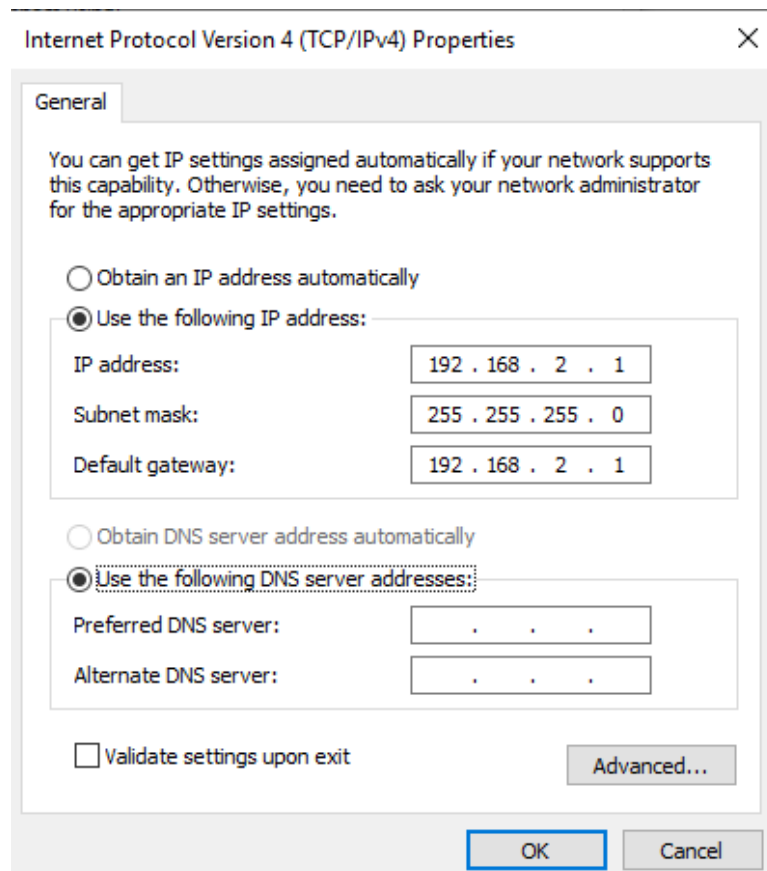 Internet Protocol Version 4 (TCP/IPv4) Properties
General
You can get IP settings assigned automatically if your network supports
this capability. Otherwise, you need to ask your network administrator
for the appropriate IP settings.
Obtain an IP address automatically
Use the following IP address:
IP address: 192 . 168 . 2 . 1
Subnet mask: 255 . 255 . 255 . 0
Default gateway: 192 . 168 . 2 . 1
Obtain DNS server address automatically
Use the following DNS server addresses:
Preferred DNS server: . . .
Alternate DNS server: . . .
Validate settings upon exit
Advanced...
OK Cancel